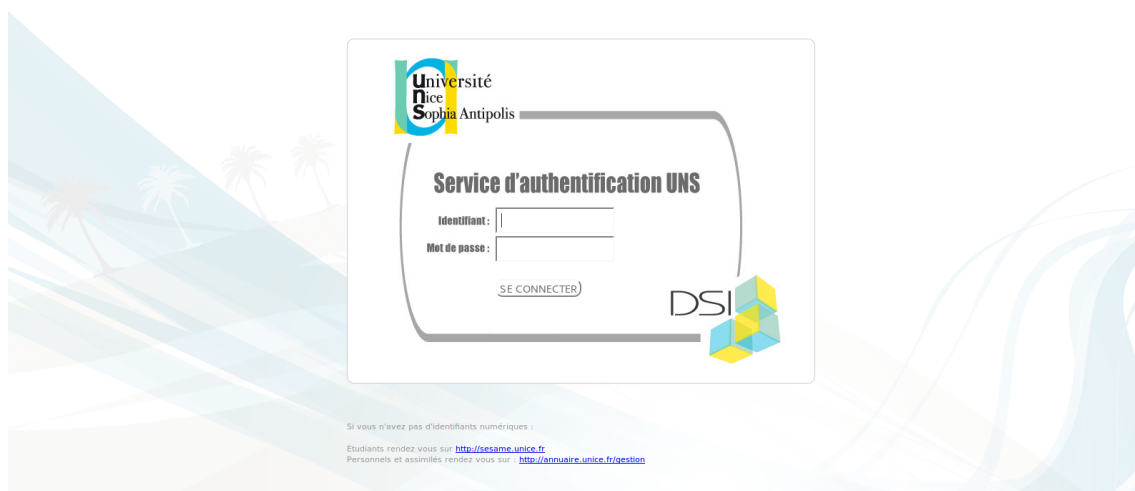 Université
Nice
Sophia Antipolis
Service d'authentification UNS
Identifiant :
Mot de passe :
SE CONNECTER
DSI
Si vous n'avez pas d'identifiants numériques :
Etudiants rendez vous sur http://sesame.unice.fr
Personnels et assimilés rendez vous sur : http://annuaire.unice.fr/gestion